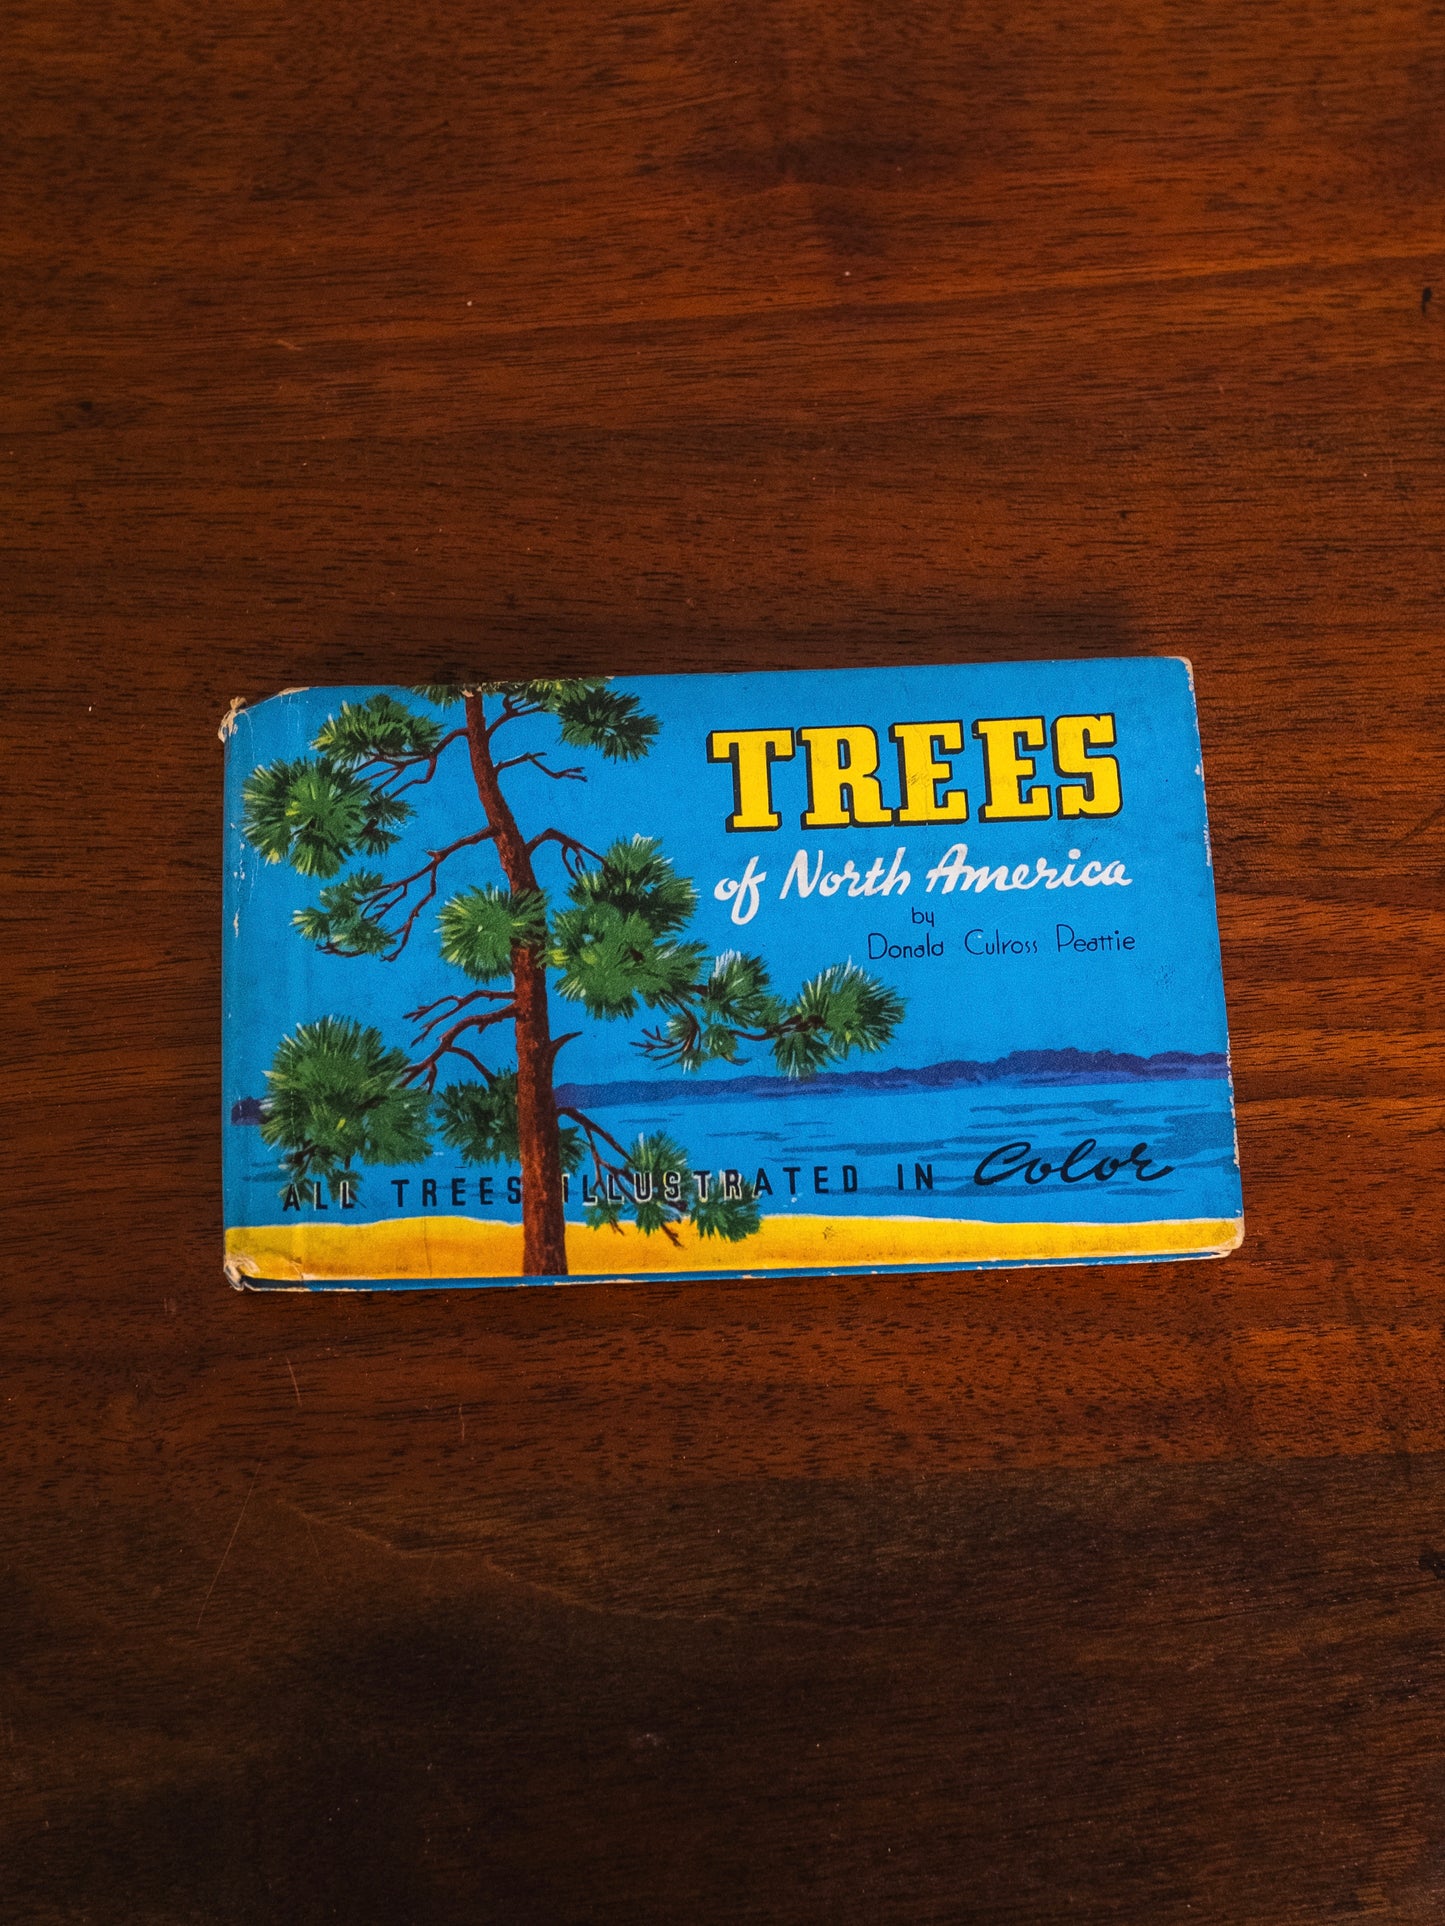 TREES
of North America
by
Donald Culross Peattie
ALL TREES ILLUSTRATED IN Color